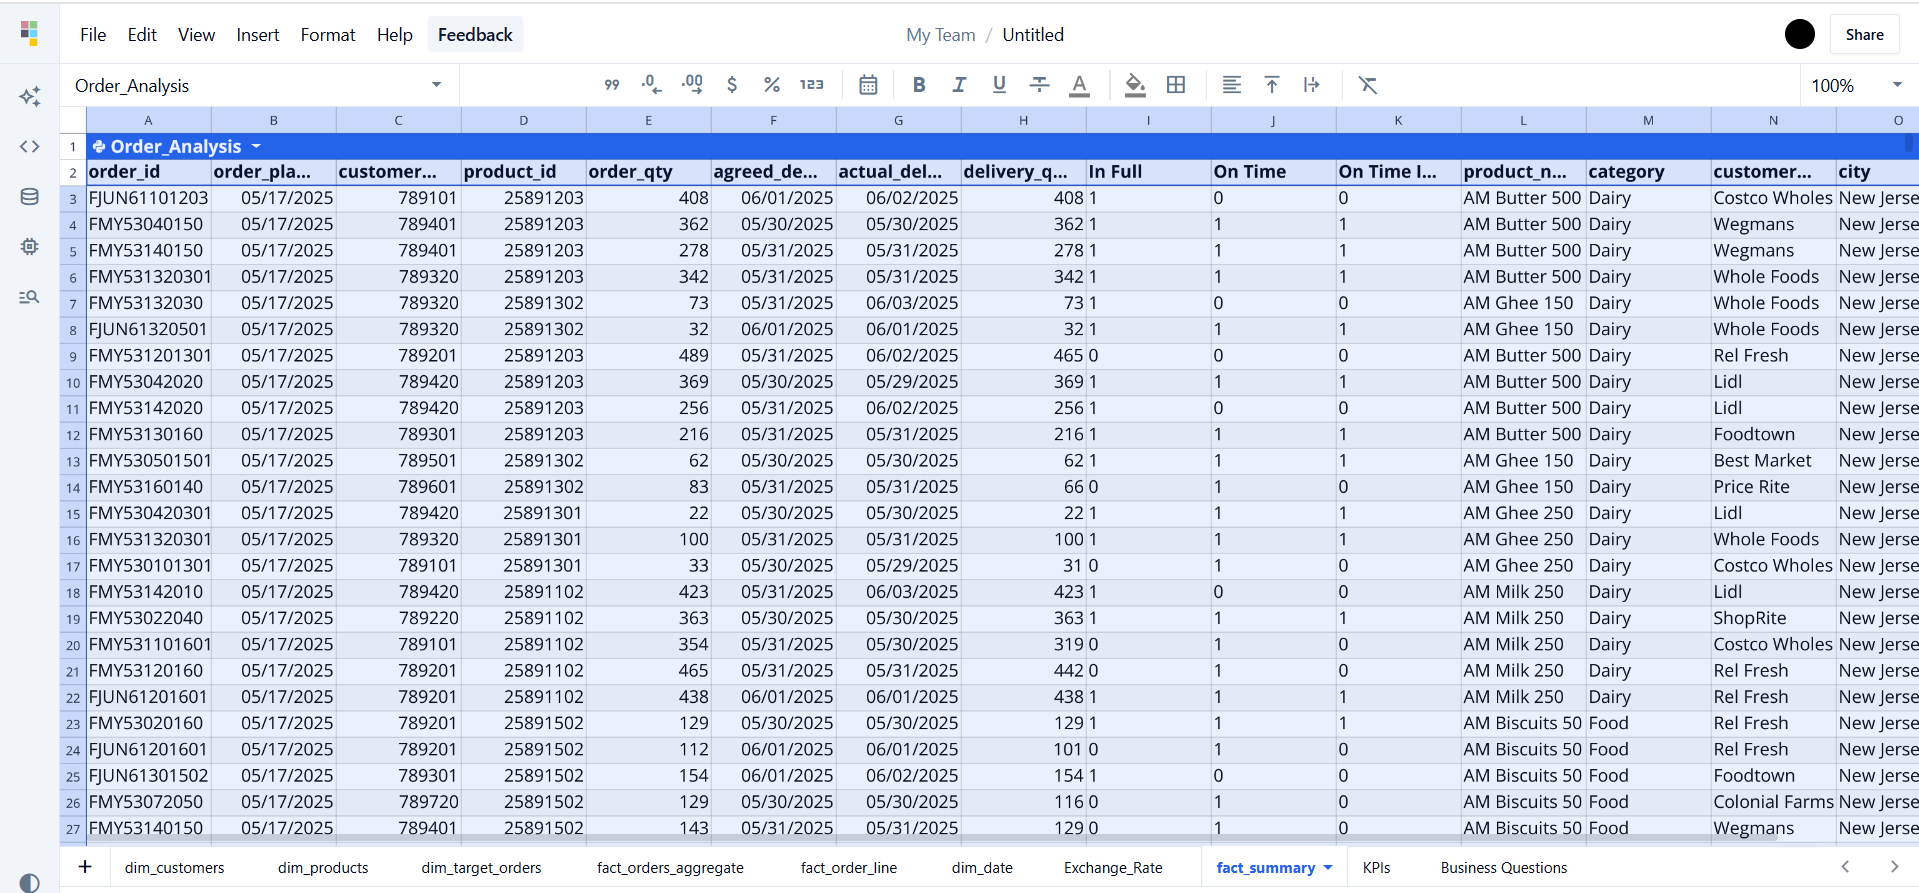 File Edit View Insert Format Help Feedback My Team / Untitled Share
Order_Analysis 99 .0 .00 $ % 123 B I U A 100%
A B C D E F G H I J K L M N O
1 Order_Analysis
2 order_id order_pla... customer... product_id order_qty agreed_de... actual_del... delivery_q... In Full On Time On Time I... product_n... category customer... city
3 FJUN61101203 05/17/2025 789101 25891203 408 06/01/2025 06/02/2025 408 1 0 0 AM Butter 500 Dairy Costco Wholes New Jerse
4 FMY53040150 05/17/2025 789401 25891203 362 05/30/2025 05/30/2025 362 1 1 1 AM Butter 500 Dairy Wegmans New Jerse
5 FMY53140150 05/17/2025 789401 25891203 278 05/31/2025 05/31/2025 278 1 1 1 AM Butter 500 Dairy Wegmans New Jerse
6 FMY531320301 05/17/2025 789320 25891203 342 05/31/2025 05/31/2025 342 1 1 1 AM Butter 500 Dairy Whole Foods New Jerse
7 FMY53132030 05/17/2025 789320 25891302 73 05/31/2025 06/03/2025 73 1 0 0 AM Ghee 150 Dairy Whole Foods New Jerse
8 FJUN61320501 05/17/2025 789320 25891302 32 06/01/2025 06/01/2025 32 1 1 1 AM Ghee 150 Dairy Whole Foods New Jerse
9 FMY531201301 05/17/2025 789201 25891203 489 05/31/2025 06/02/2025 465 0 0 0 AM Butter 500 Dairy Rel Fresh New Jerse
10 FMY53042020 05/17/2025 789420 25891203 369 05/30/2025 05/29/2025 369 1 1 1 AM Butter 500 Dairy Lidl New Jerse
11 FMY53142020 05/17/2025 789420 25891203 256 05/31/2025 06/02/2025 256 1 0 0 AM Butter 500 Dairy Lidl New Jerse
12 FMY53130160 05/17/2025 789301 25891203 216 05/31/2025 05/31/2025 216 1 1 1 AM Butter 500 Dairy Foodtown New Jerse
13 FMY530501501 05/17/2025 789501 25891302 62 05/30/2025 05/30/2025 62 1 1 1 AM Ghee 150 Dairy Best Market New Jerse
14 FMY53160140 05/17/2025 789601 25891302 83 05/31/2025 05/31/2025 66 0 1 0 AM Ghee 150 Dairy Price Rite New Jerse
15 FMY530420301 05/17/2025 789420 25891301 22 05/30/2025 05/30/2025 22 1 1 1 AM Ghee 250 Dairy Lidl New Jerse
16 FMY531320301 05/17/2025 789320 25891301 100 05/31/2025 05/31/2025 100 1 1 1 AM Ghee 250 Dairy Whole Foods New Jerse
17 FMY530101301 05/17/2025 789101 25891301 33 05/30/2025 05/29/2025 31 0 1 0 AM Ghee 250 Dairy Costco Wholes New Jerse
18 FMY53142010 05/17/2025 789420 25891102 423 05/31/2025 06/03/2025 423 1 0 0 AM Milk 250 Dairy Lidl New Jerse
19 FMY53022040 05/17/2025 789220 25891102 363 05/30/2025 05/30/2025 363 1 1 1 AM Milk 250 Dairy ShopRite New Jerse
20 FMY531101601 05/17/2025 789101 25891102 354 05/31/2025 05/30/2025 319 0 1 0 AM Milk 250 Dairy Costco Wholes New Jerse
21 FMY53120160 05/17/2025 789201 25891102 465 05/31/2025 05/31/2025 442 0 1 0 AM Milk 250 Dairy Rel Fresh New Jerse
22 FJUN61201601 05/17/2025 789201 25891102 438 06/01/2025 06/01/2025 438 1 1 1 AM Milk 250 Dairy Rel Fresh New Jerse
23 FMY53020160 05/17/2025 789201 25891502 129 05/30/2025 05/30/2025 129 1 1 1 AM Biscuits 50 Food Rel Fresh New Jerse
24 FJUN61201601 05/17/2025 789201 25891502 112 06/01/2025 06/01/2025 101 0 1 0 AM Biscuits 50 Food Rel Fresh New Jerse
25 FJUN61301502 05/17/2025 789301 25891502 154 06/01/2025 06/02/2025 154 1 0 0 AM Biscuits 50 Food Foodtown New Jerse
26 FMY53072050 05/17/2025 789720 25891502 129 05/30/2025 05/30/2025 116 0 1 0 AM Biscuits 50 Food Colonial Farms New Jerse
27 FMY53140150 05/17/2025 789401 25891502 143 05/31/2025 05/31/2025 129 0 1 0 AM Biscuits 50 Food Wegmans New Jerse
+ dim_customers dim_products dim_target_orders fact_orders_aggregate fact_order_line dim_date Exchange_Rate fact_summary KPIs Business Questions